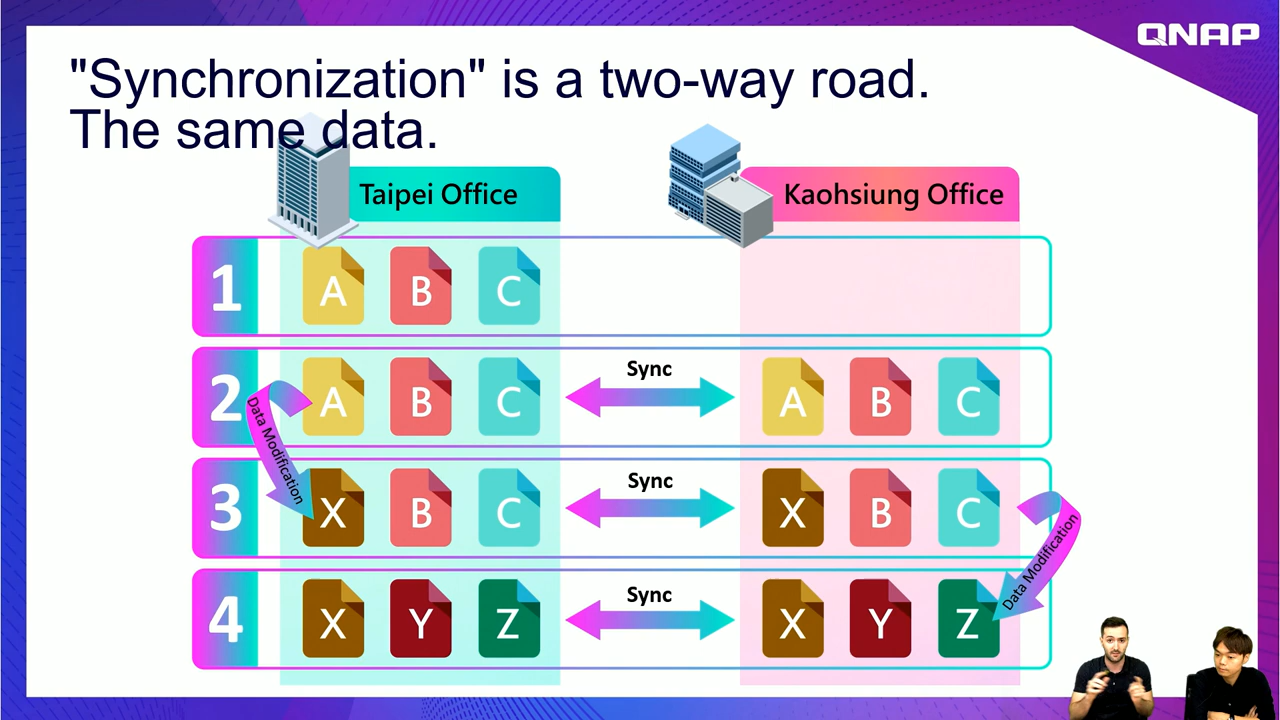 QNAP
"Synchronization" is a two-way road.
The same data.
Taipei Office
Kaohsiung Office
1
A B C
2
A B C
Sync
A B C
Data Modification
3
X B C
Sync
X B C
Data Modification
4
X Y Z
Sync
X Y Z